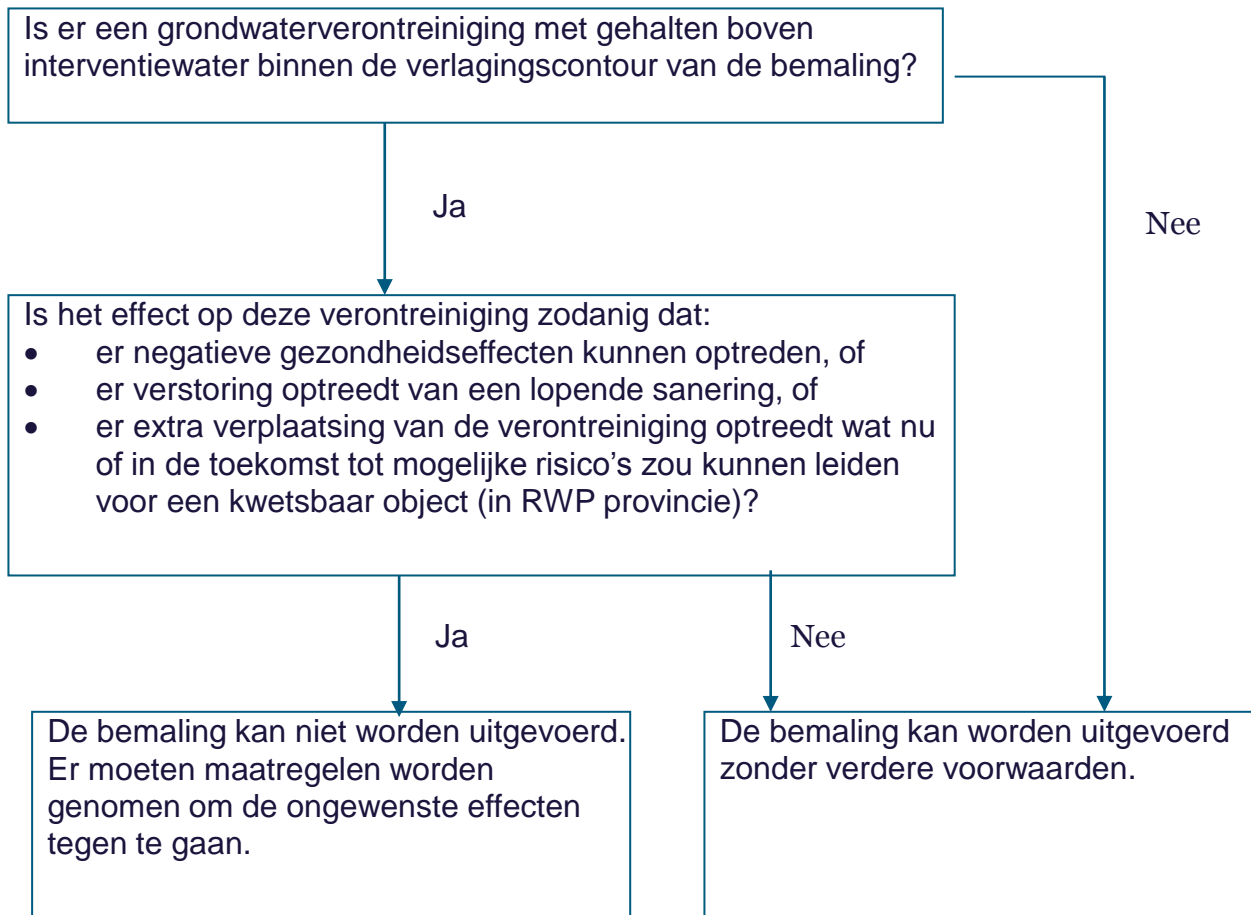 Is er een grondwaterverontreiniging met gehalten boven
interventiewater binnen de verlagingscontour van de bemaling?
Ja
Nee
Is het effect op deze verontreiniging zodanig dat:
• er negatieve gezondheidseffecten kunnen optreden, of
• er verstoring optreedt van een lopende sanering, of
• er extra verplaatsing van de verontreiniging optreedt wat nu
of in de toekomst tot mogelijke risico's zou kunnen leiden
voor een kwetsbaar object (in RWP provincie)?
Ja
Nee
De bemaling kan niet worden uitgevoerd.
Er moeten maatregelen worden
genomen om de ongewenste effecten
tegen te gaan.
De bemaling kan worden uitgevoerd
zonder verdere voorwaarden.